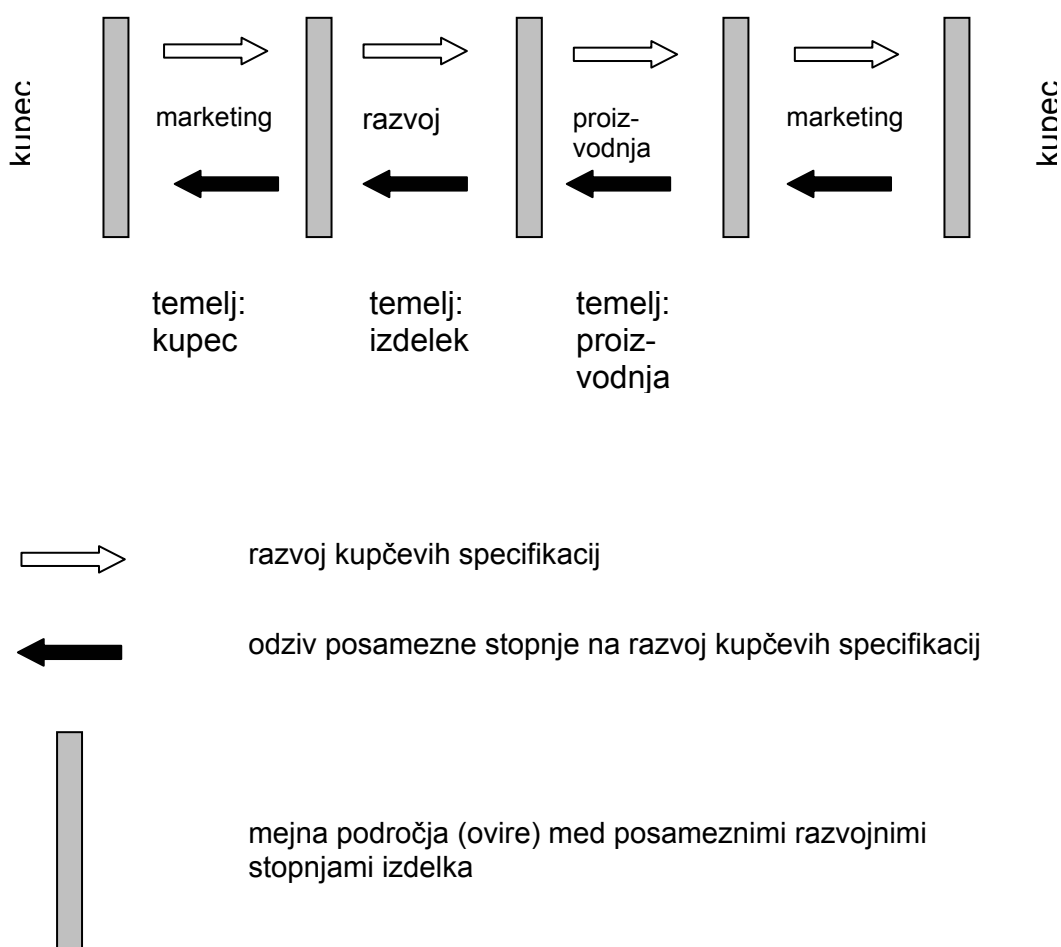 kupec
marketing
razvoj
proiz-
vodnja
marketing
kupec
temelj:
kupec
temelj:
izdelek
temelj:
proiz-
vodnja
razvoj kupčevih specifikacij
odziv posamezne stopnje na razvoj kupčevih specifikacij
mejna področja (ovire) med posameznimi razvojnimi
stopnjami izdelka